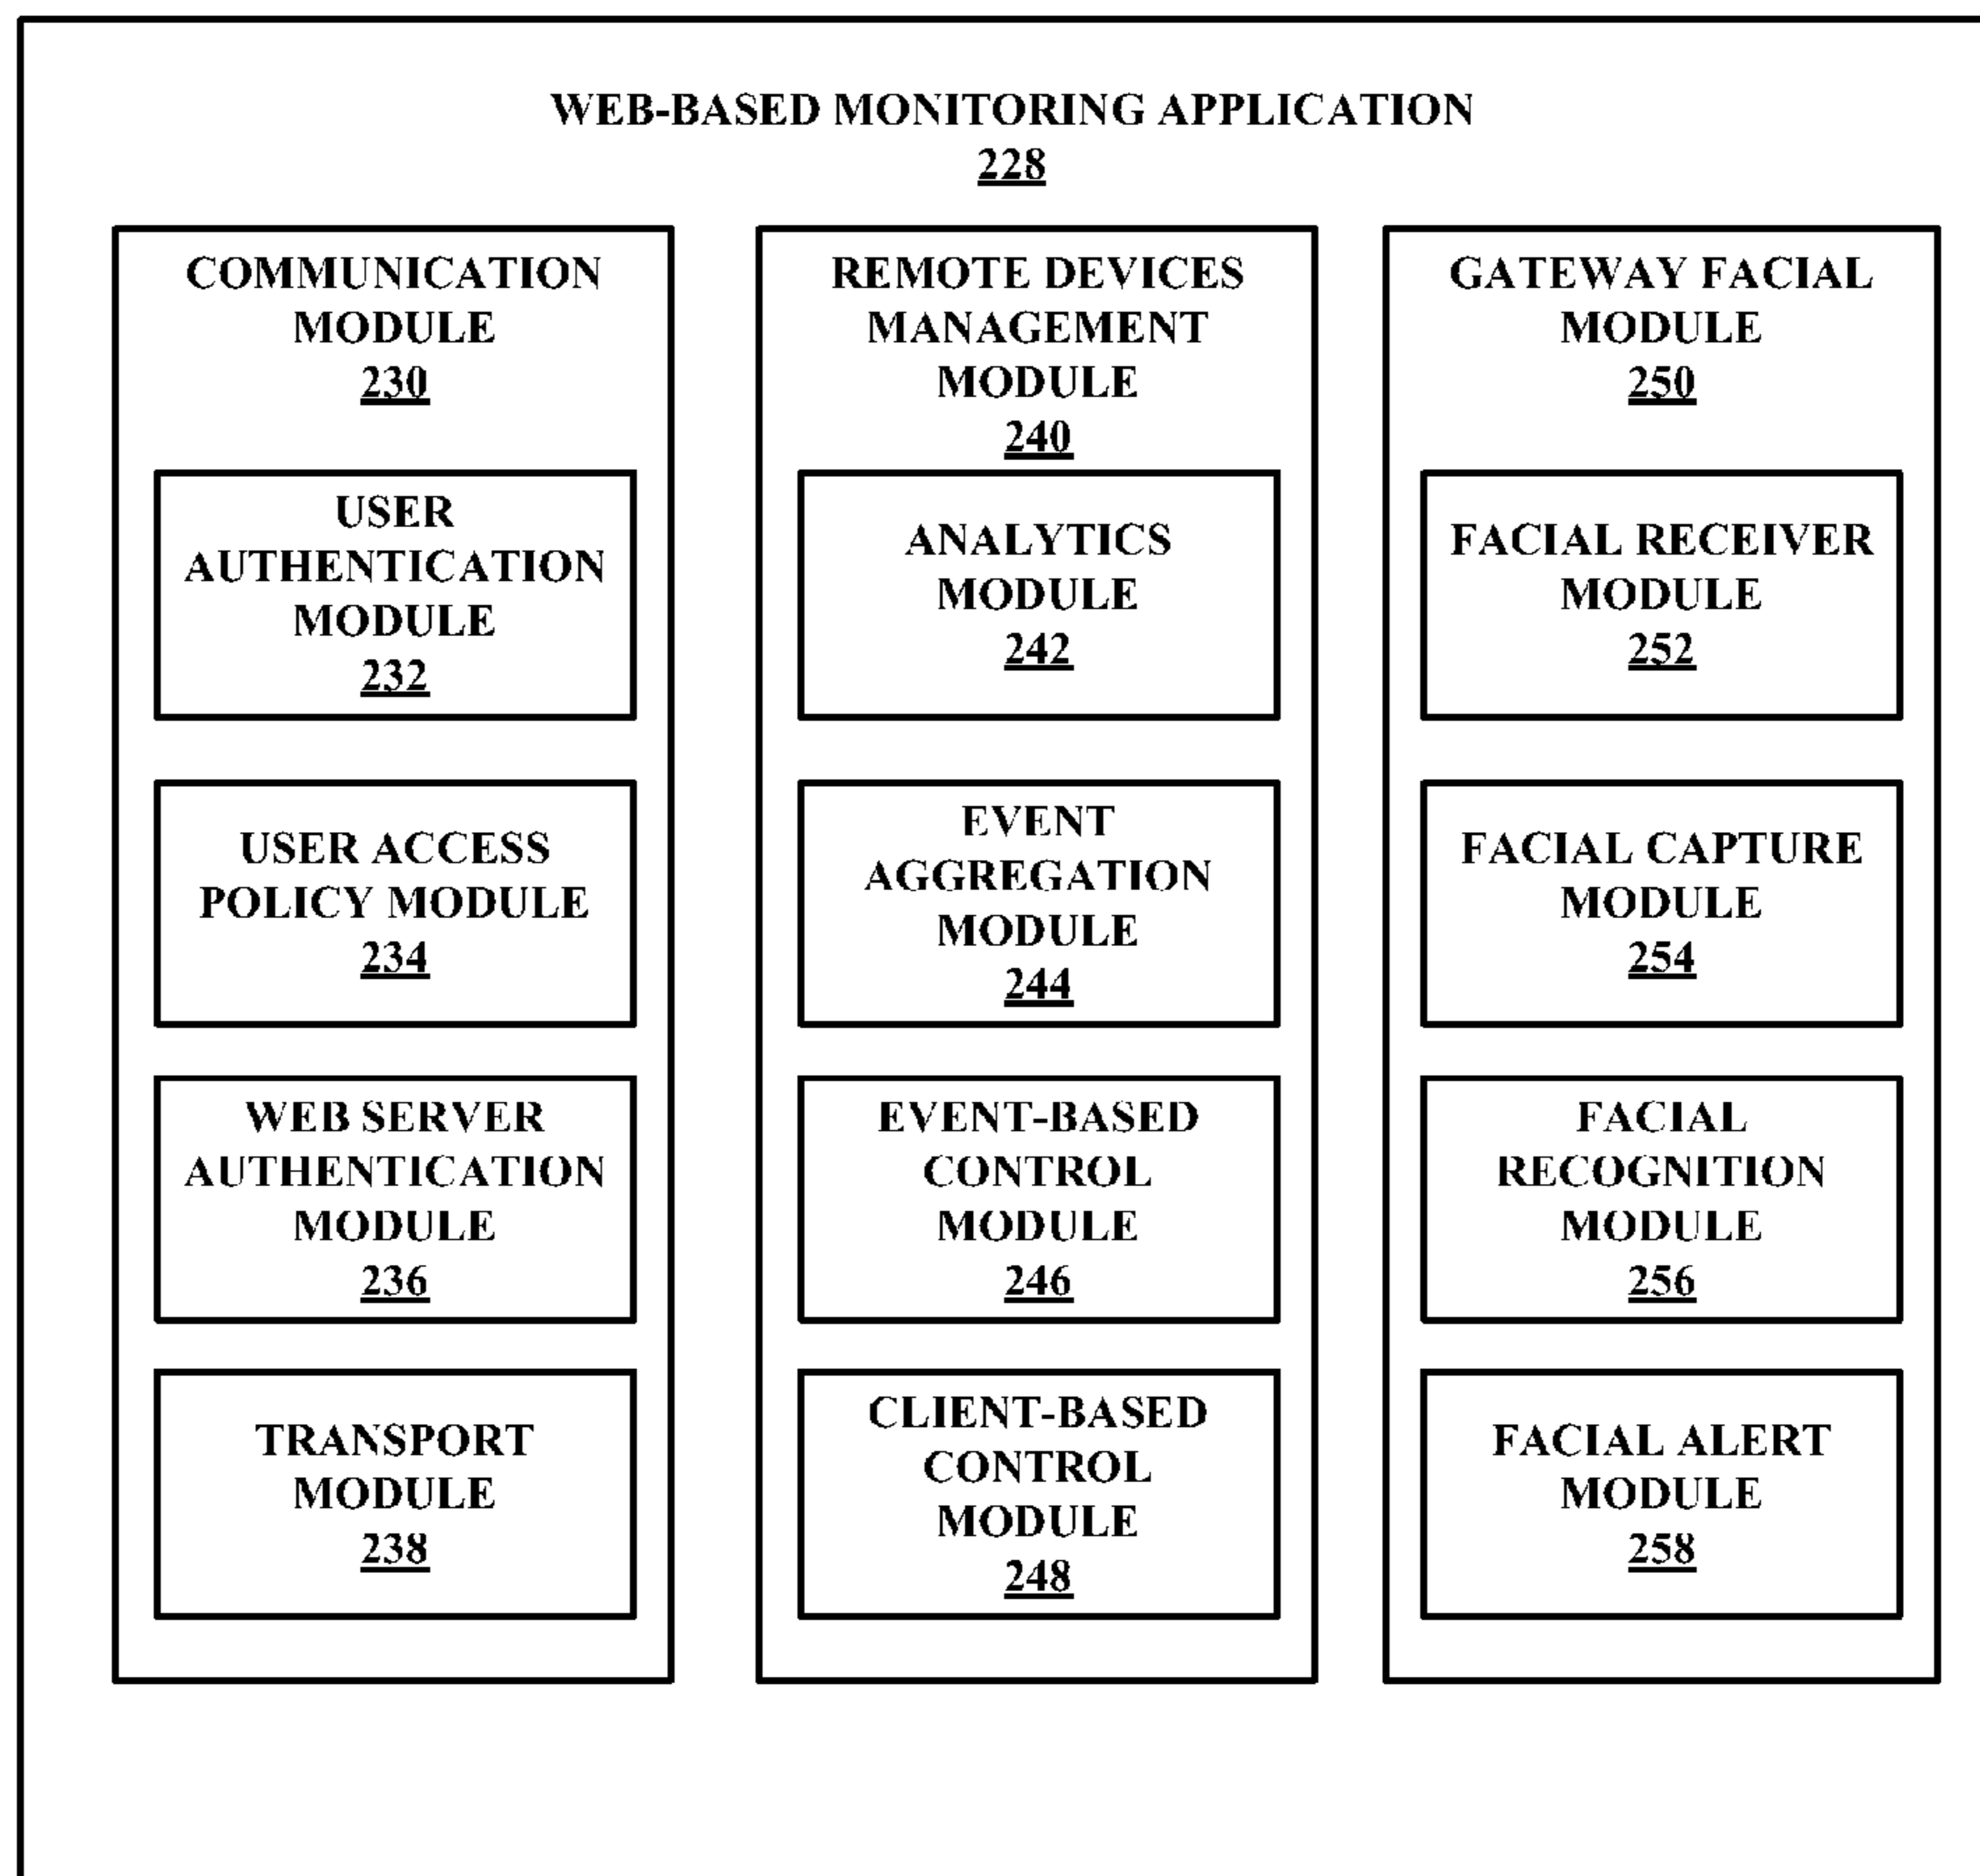 WEB-BASED MONITORING APPLICATION
228
COMMUNICATION
MODULE
230
USER
AUTHENTICATION
MODULE
232
USER ACCESS
POLICY MODULE
234
WEB SERVER
AUTHENTICATION
MODULE
236
TRANSPORT
MODULE
238
REMOTE DEVICES
MANAGEMENT
MODULE
240
ANALYTICS
MODULE
242
EVENT
AGGREGATION
MODULE
244
EVENT-BASED
CONTROL
MODULE
246
CLIENT-BASED
CONTROL
MODULE
248
GATEWAY FACIAL
MODULE
250
FACIAL RECEIVER
MODULE
252
FACIAL CAPTURE
MODULE
254
FACIAL
RECOGNITION
MODULE
256
FACIAL ALERT
MODULE
258